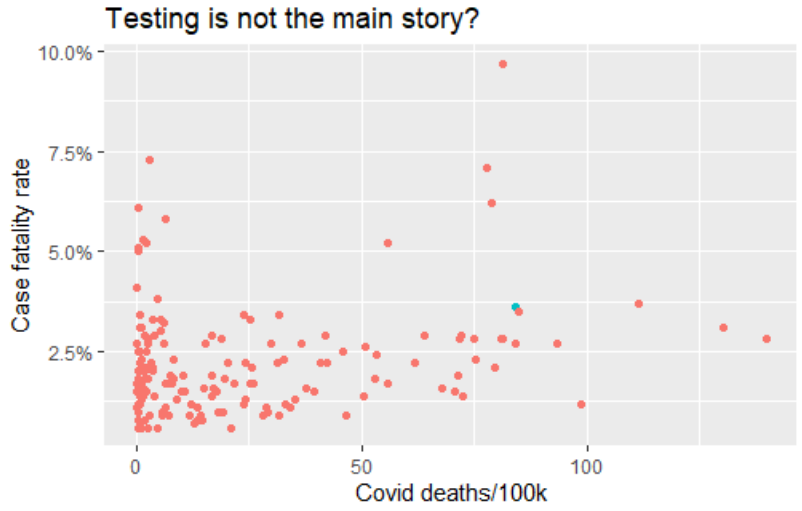 Testing is not the main story?
10.0%
7.5%
5.0%
2.5%
Case fatality rate
0
50
100
Covid deaths/100k